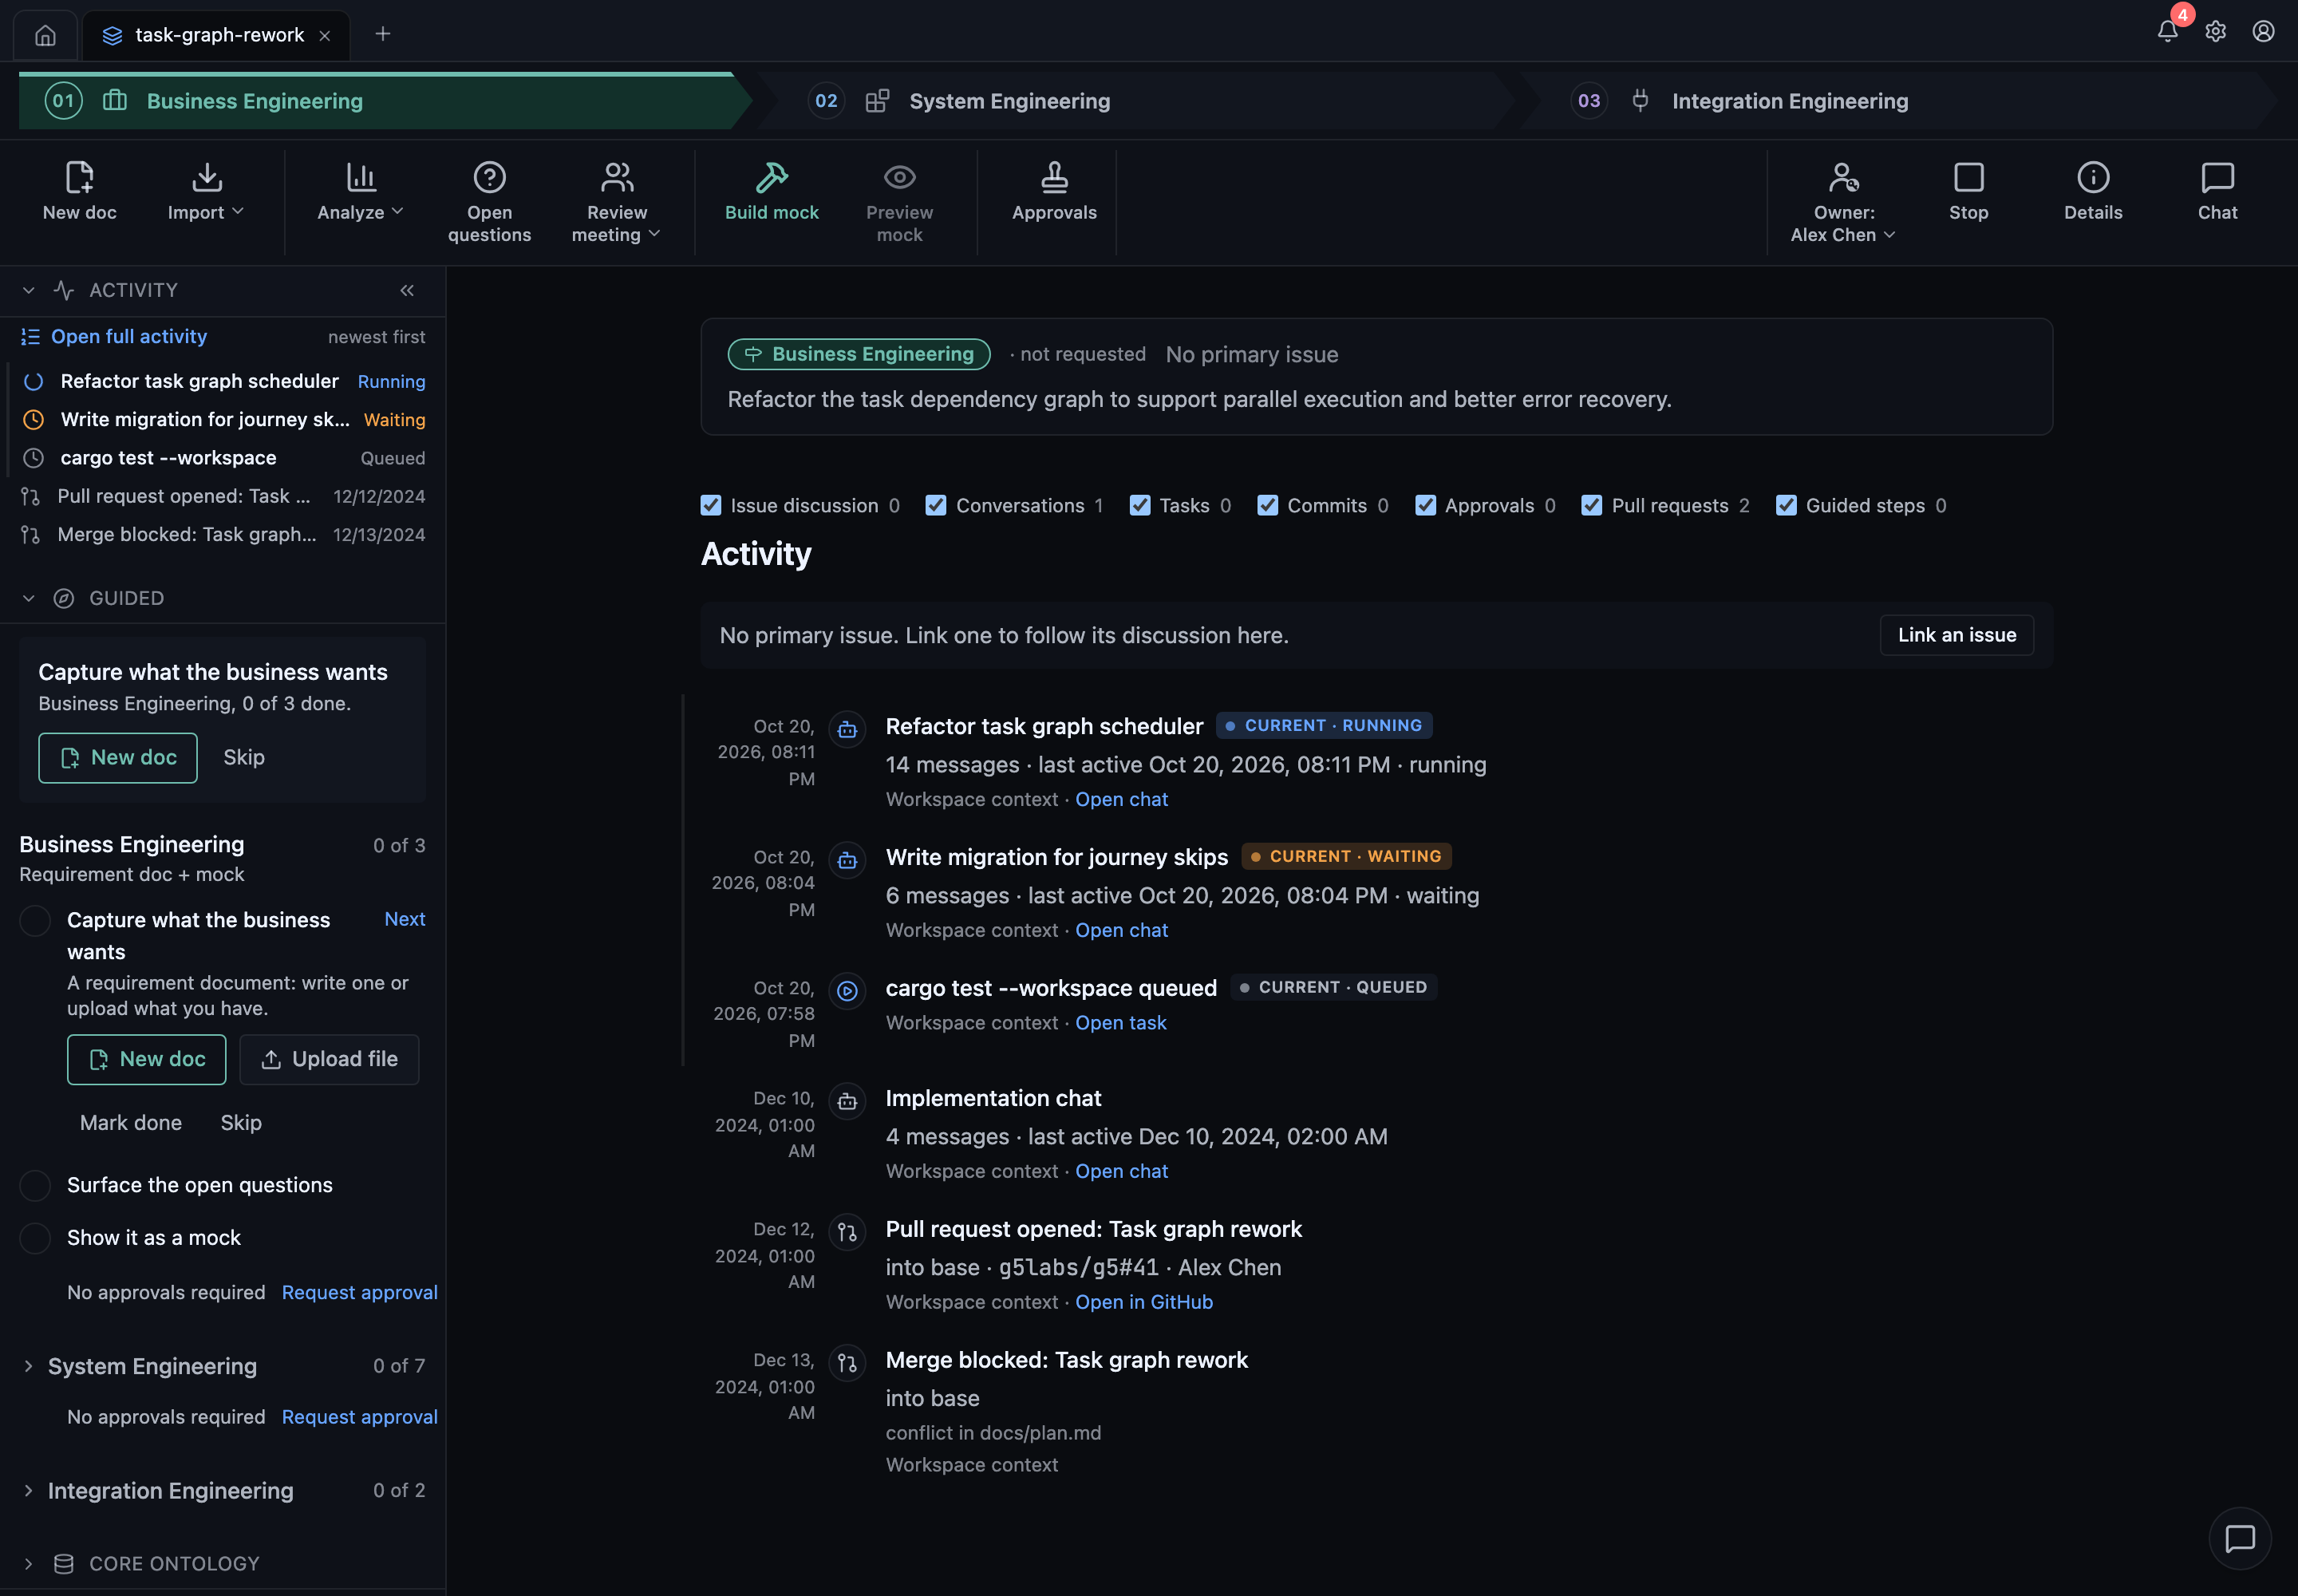 task-graph-rework
4
01 Business Engineering
02 System Engineering
03 Integration Engineering
New doc
Import
Analyze
Open questions
Review meeting
Build mock
Preview mock
Approvals
Owner: Alex Chen
Stop
Details
Chat
ACTIVITY
Open full activity newest first
Refactor task graph scheduler Running
Write migration for journey sk... Waiting
cargo test --workspace Queued
Pull request opened: Task ... 12/12/2024
Merge blocked: Task graph... 12/13/2024
GUIDED
Capture what the business wants
Business Engineering, 0 of 3 done.
New doc Skip
Business Engineering 0 of 3
Requirement doc + mock
Capture what the business Next
wants
A requirement document: write one or
upload what you have.
New doc Upload file
Mark done Skip
Surface the open questions
Show it as a mock
No approvals required Request approval
System Engineering 0 of 7
No approvals required Request approval
Integration Engineering 0 of 2
CORE ONTOLOGY
Business Engineering · not requested No primary issue
Refactor the task dependency graph to support parallel execution and better error recovery.
Issue discussion 0 Conversations 1 Tasks 0 Commits 0 Approvals 0 Pull requests 2 Guided steps 0
Activity
No primary issue. Link one to follow its discussion here. Link an issue
Oct 20,
2026, 08:11
PM
Refactor task graph scheduler CURRENT · RUNNING
14 messages · last active Oct 20, 2026, 08:11 PM · running
Workspace context · Open chat
Oct 20,
2026, 08:04
PM
Write migration for journey skips CURRENT · WAITING
6 messages · last active Oct 20, 2026, 08:04 PM · waiting
Workspace context · Open chat
Oct 20,
2026, 07:58
PM
cargo test --workspace queued CURRENT · QUEUED
Workspace context · Open task
Dec 10,
2024, 01:00
AM
Implementation chat
4 messages · last active Dec 10, 2024, 02:00 AM
Workspace context · Open chat
Dec 12,
2024, 01:00
AM
Pull request opened: Task graph rework
into base · g5labs/g5#41 · Alex Chen
Workspace context · Open in GitHub
Dec 13,
2024, 01:00
AM
Merge blocked: Task graph rework
into base
conflict in docs/plan.md
Workspace context